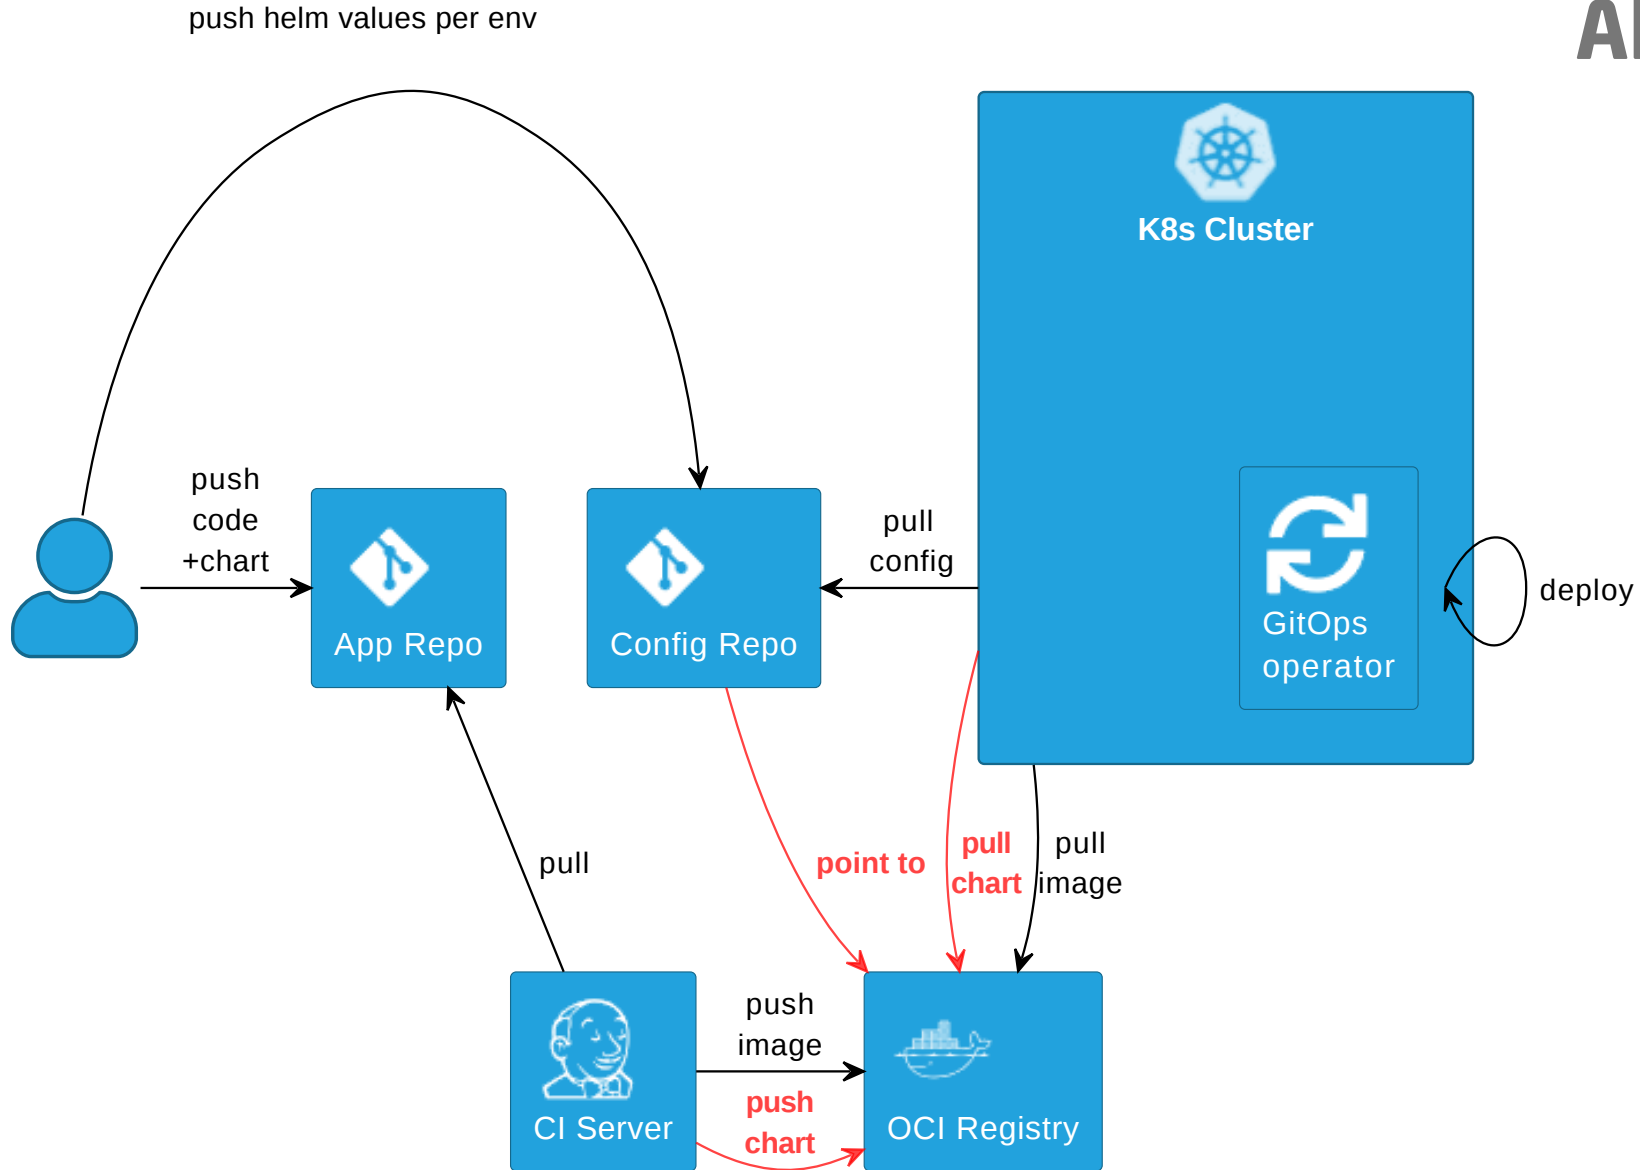 push helm values per env
K8s Cluster
push
code
+chart
App Repo
Config Repo
pull
config
GitOps
operator
deploy
pull
point to
pull
chart
pull
image
CI Server
push
image
push
chart
OCI Registry